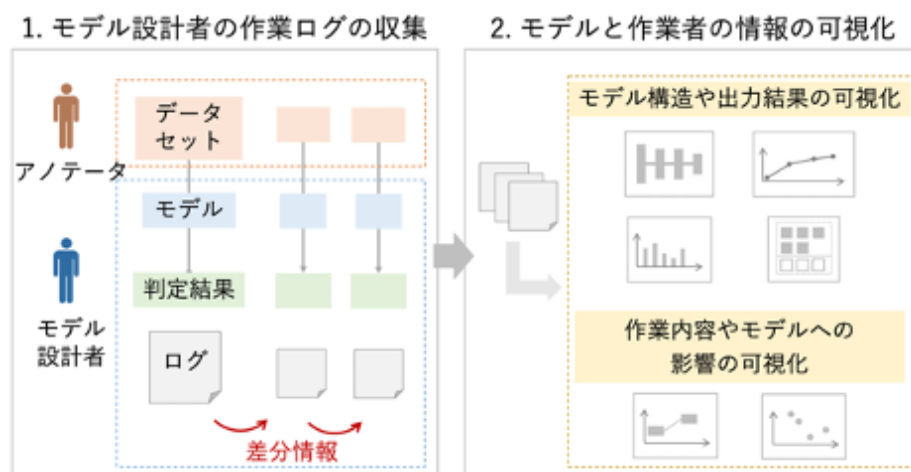 1. モデル設計者の作業ログの収集
2. モデルと作業者の情報の可視化
アノテータ
データ
セット
モデル
判定結果
モデル
設計者
ログ
差分情報
モデル構造や出力結果の可視化
作業内容やモデルへの
影響の可視化